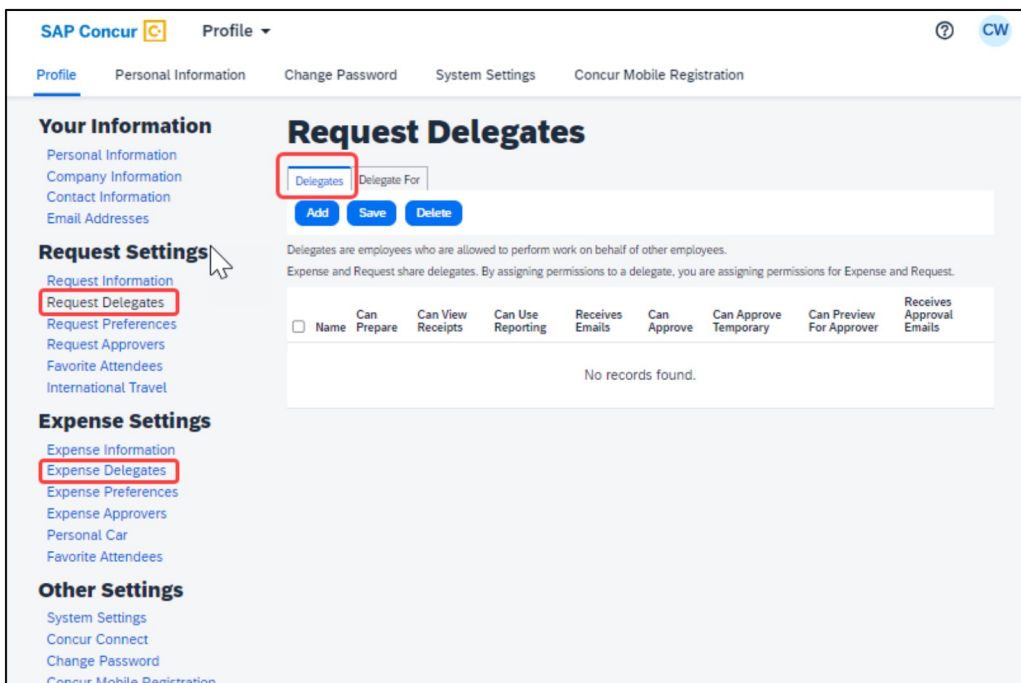 SAP Concur C Profile
CW
Profile Personal Information Change Password System Settings Concur Mobile Registration
Your Information
Personal Information
Company Information
Contact Information
Email Addresses
Request Settings
Request Information
Request Delegates
Request Preferences
Request Approvers
Favorite Attendees
International Travel
Expense Settings
Expense Information
Expense Delegates
Expense Preferences
Expense Approvers
Personal Car
Favorite Attendees
Other Settings
System Settings
Concur Connect
Change Password
Concur Mobile Registration
Request Delegates
Delegates Delegate For
Add Save Delete
Delegates are employees who are allowed to perform work on behalf of other employees.
Expense and Request share delegates. By assigning permissions to a delegate, you are assigning permissions for Expense and Request.
Name Can Prepare Can View Receipts Can Use Reporting Receives Emails Can Approve Can Approve Temporary Can Preview For Approver Receives Approval Emails
No records found.